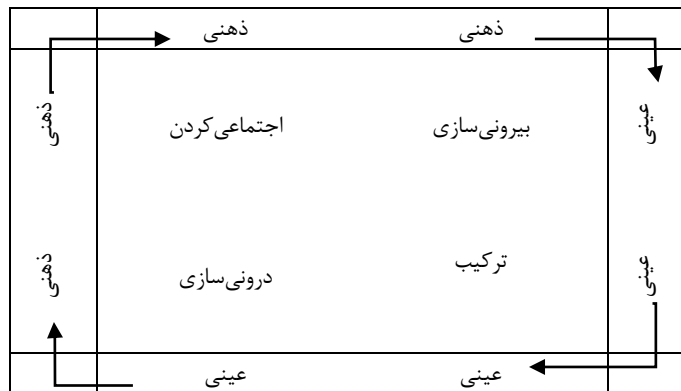 ذهنی ذهنی
عینی بیرونی‌سازی اجتماعی‌کردن ذهنی
عینی ترکیب درونی‌سازی ذهنی
عینی عینی